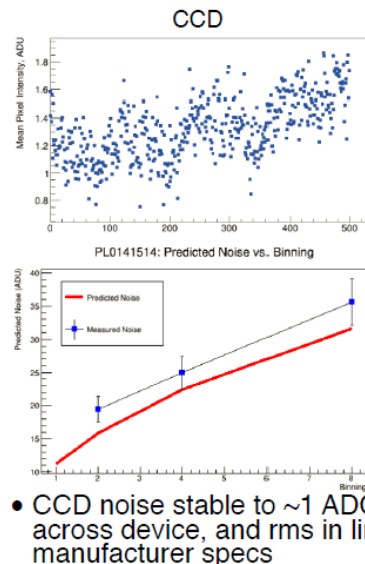 CCD
Mean Pixel Intensity, ADU
1.8
1.6
1.4
1.2
1
0.8
0 100 200 300 400 500
PL0141514: Predicted Noise vs. Binning
Predicted Noise (ADU)
40
35
30
25
20
15
10
Predicted Noise
Measured Noise
1 2 3 4 5 6 7 8
Binning
• CCD noise stable to ~1 ADC
across device, and rms in li
manufacturer specs